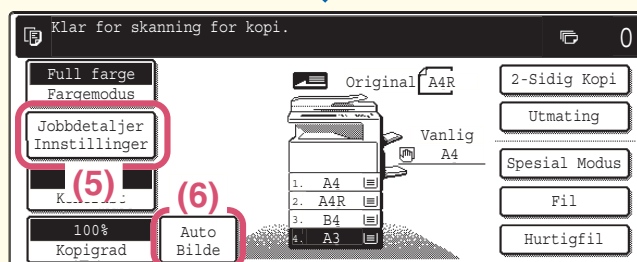 Klar for skanning for kopi.
0
Full farge
Fargemodus
Jobbdetaljer
Innstillinger
(5)
100%
Kopigrad
(6)
Auto
Bilde
Original A4R
Vanlig
A4
1. A4
2. A4R
3. B4
4. A3
2-Sidig Kopi
Utmating
Spesial Modus
Fil
Hurtigfil